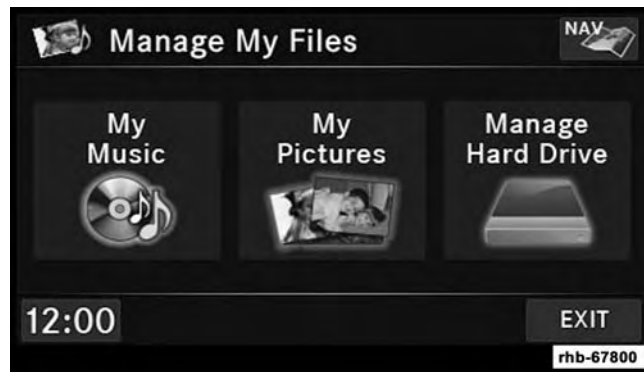 Manage My Files
NAV
My
Music
My
Pictures
Manage
Hard Drive
12:00
EXIT
rhb-67800